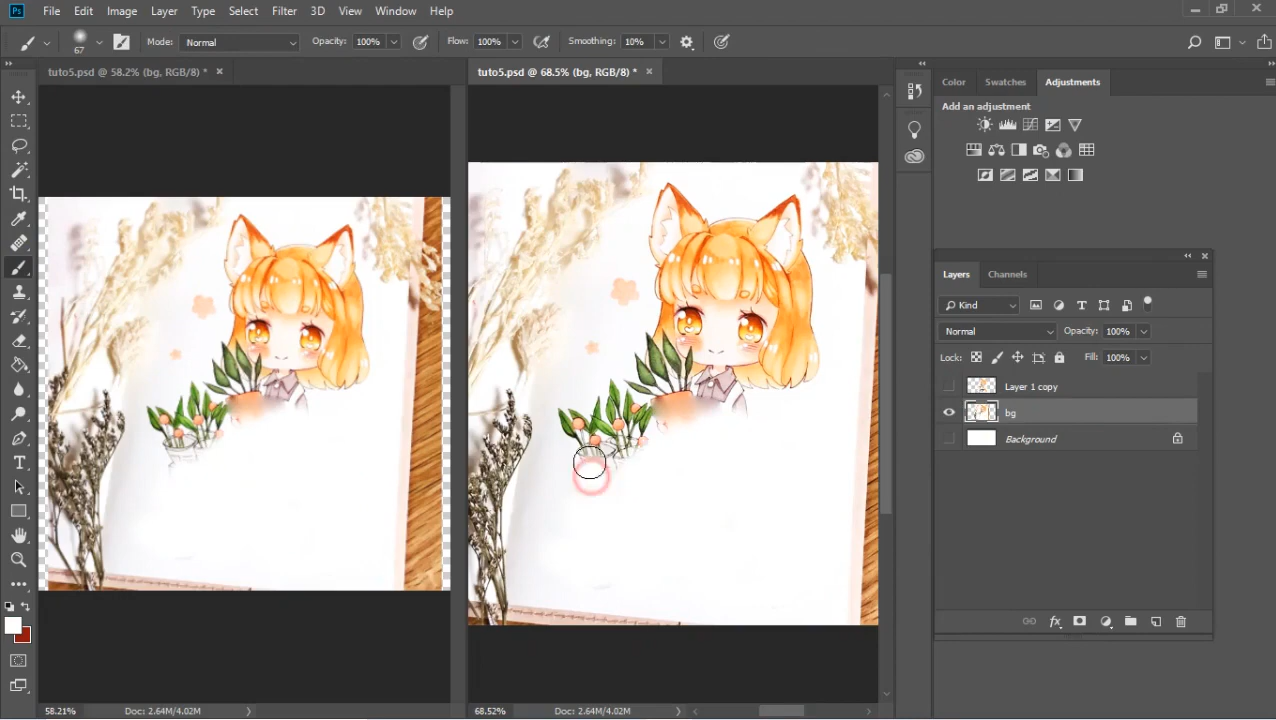 Ps File Edit Image Layer Type Select Filter 3D View Window Help
67 Mode: Normal Opacity: 100% Flow: 100% Smoothing: 10%
tuto5.psd @ 58.2% (bg, RGB/8) *
tuto5.psd @ 68.5% (bg, RGB/8) *
Color Swatches Adjustments
Add an adjustment
Layers Channels
Kind
Normal Opacity: 100%
Lock: Fill: 100%
Layer 1 copy
bg
Background
fx
58.21% Doc: 2.64M/4.02M
68.52% Doc: 2.64M/4.02M